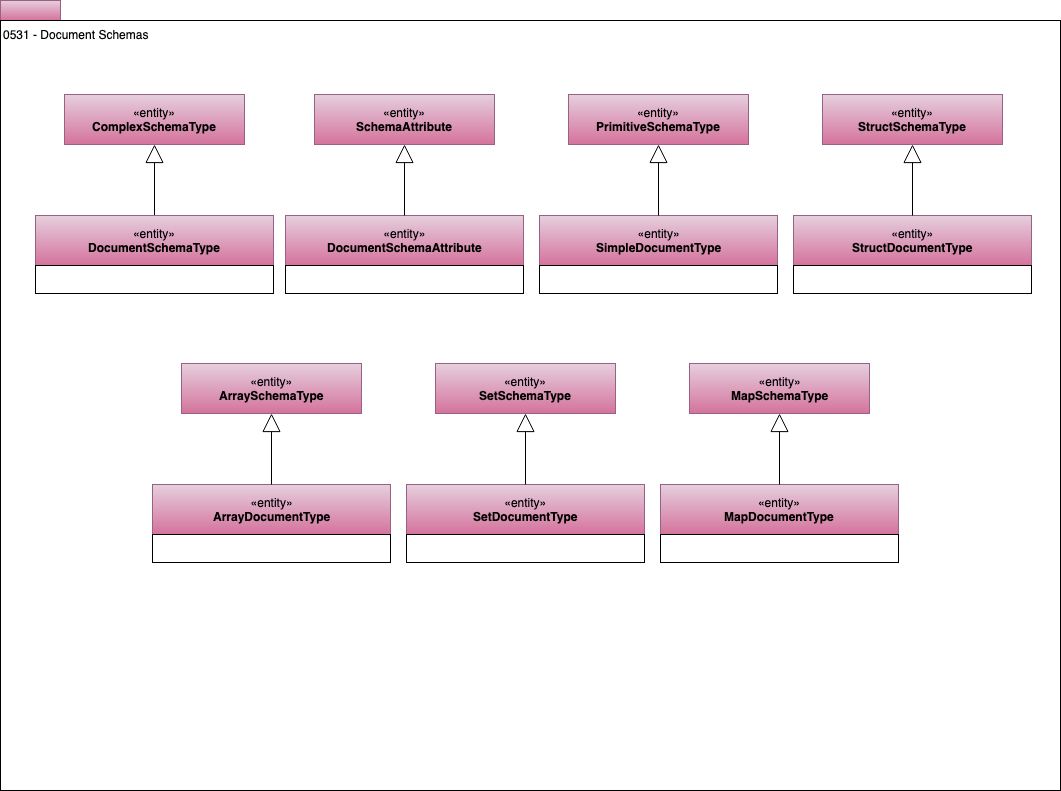 0531 - Document Schemas
«entity»
ComplexSchemaType
«entity»
SchemaAttribute
«entity»
PrimitiveSchemaType
«entity»
StructSchemaType
«entity»
DocumentSchemaType
«entity»
DocumentSchemaAttribute
«entity»
SimpleDocumentType
«entity»
StructDocumentType
«entity»
ArraySchemaType
«entity»
SetSchemaType
«entity»
MapSchemaType
«entity»
ArrayDocumentType
«entity»
SetDocumentType
«entity»
MapDocumentType